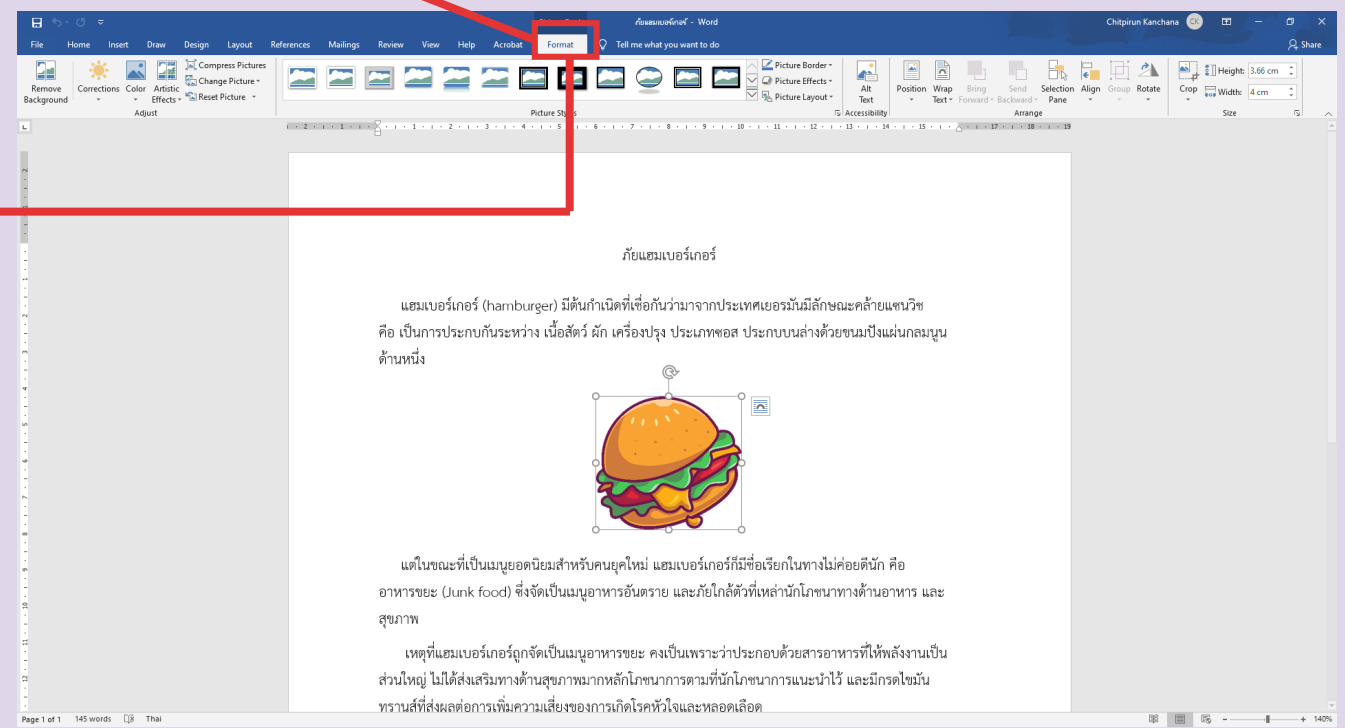 ภัยแฮมเบอร์เกอร์ - Word
Chitpirun Kanchana CK
File Home Insert Draw Design Layout References Mailings Review View Help Acrobat Format Tell me what you want to do Share
Remove Background
Corrections
Color
Artistic Effects
Compress Pictures
Change Picture
Reset Picture
Adjust
Picture Border
Picture Effects
Picture Layout
Alt Text
Accessibility
Position
Wrap Text
Bring Forward
Send Backward
Selection Pane
Align
Group
Rotate
Arrange
Crop
Height: 3.66 cm
Width: 4 cm
Size
2 1 1 2 3 4 5 6 7 8 9 10 11 12 13 14 15 17 18 19
ภัยแฮมเบอร์เกอร์
แฮมเบอร์เกอร์ (hamburger) มีต้นกำเนิดที่เชื่อกันว่ามาจากประเทศเยอรมันมีลักษณะคล้ายแซนวิช
คือ เป็นการประกบกันระหว่าง เนื้อสัตว์ ผัก เครื่องปรุง ประเภทซอส ประกบบนล่างด้วยขนมปังแผ่นกลมนูน
ด้านหนึ่ง
แต่ในขณะที่เป็นเมนูยอดนิยมสำหรับคนยุคใหม่ แฮมเบอร์เกอร์ก็มีชื่อเรียกในทางไม่ค่อยดีนัก คือ
อาหารขยะ (Junk food) ซึ่งจัดเป็นเมนูอาหารอันตราย และภัยใกล้ตัวที่เหล่านักโภชนาทางด้านอาหาร และ
สุขภาพ
เหตุที่แฮมเบอร์เกอร์ถูกจัดเป็นเมนูอาหารขยะ คงเป็นเพราะว่าประกอบด้วยสารอาหารที่ให้พลังงานเป็น
ส่วนใหญ่ ไม่ได้ส่งเสริมทางด้านสุขภาพมากหลักโภชนาการตามที่นักโภชนาการแนะนำไว้ และมีกรดไขมัน
ทรานส์ที่ส่งผลต่อการเพิ่มความเสี่ยงของการเกิดโรคหัวใจและหลอดเลือด
Page 1 of 1 145 words Thai 140%